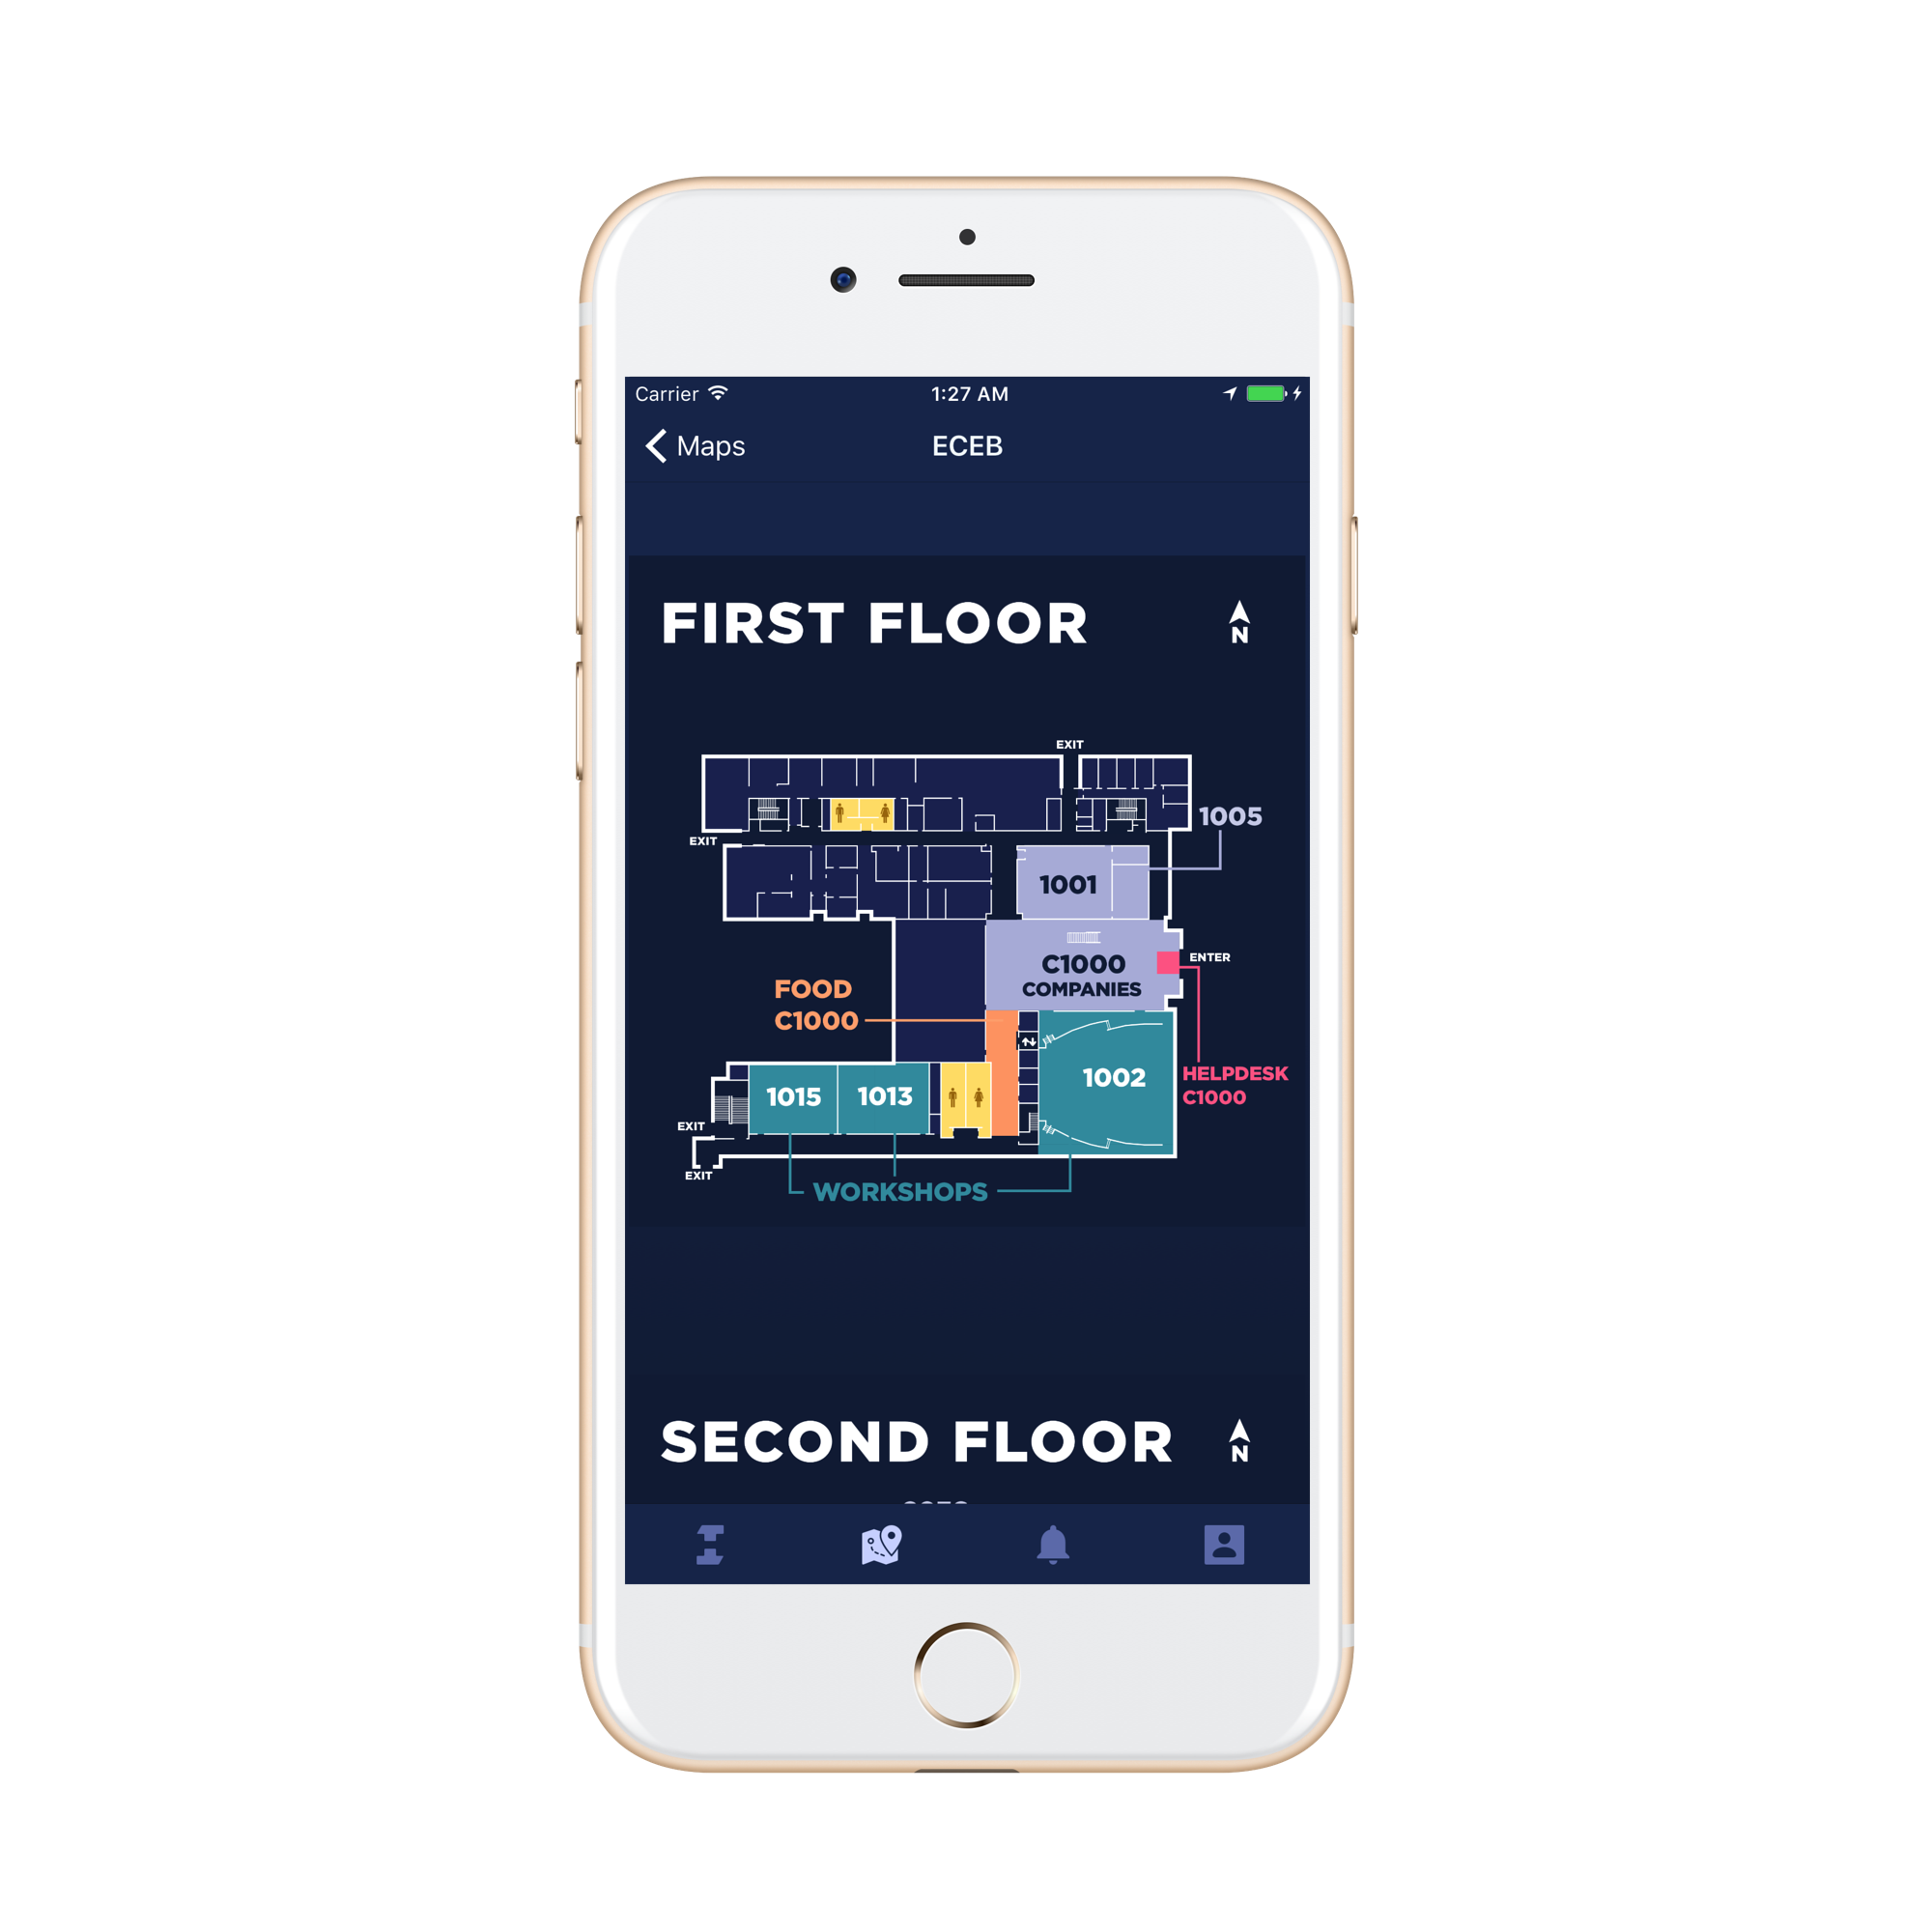 Carrier
1:27 AM
Maps
ECEB
FIRST FLOOR
N
EXIT
1005
EXIT
1001
C1000
COMPANIES
ENTER
FOOD
C1000
1002
HELPDESK
C1000
1015
1013
EXIT
EXIT
WORKSHOPS
SECOND FLOOR
N